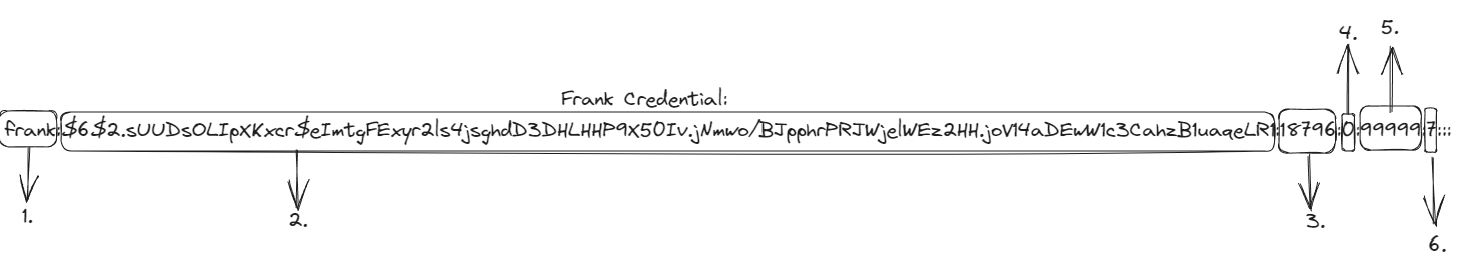 4. 5.
Frank Credential:
frank:$6$2.sUUDsOLIpXKxcr$eImtgFExyr2ls4jsghdD3DHLHHP9X50Iv.jNmwo/BJpphrPRJWjelWEz2HH.joV14aDEwW1c3CahzB1uaqeLR1:18796:0:99999:7:::
1. 2. 3.
6.